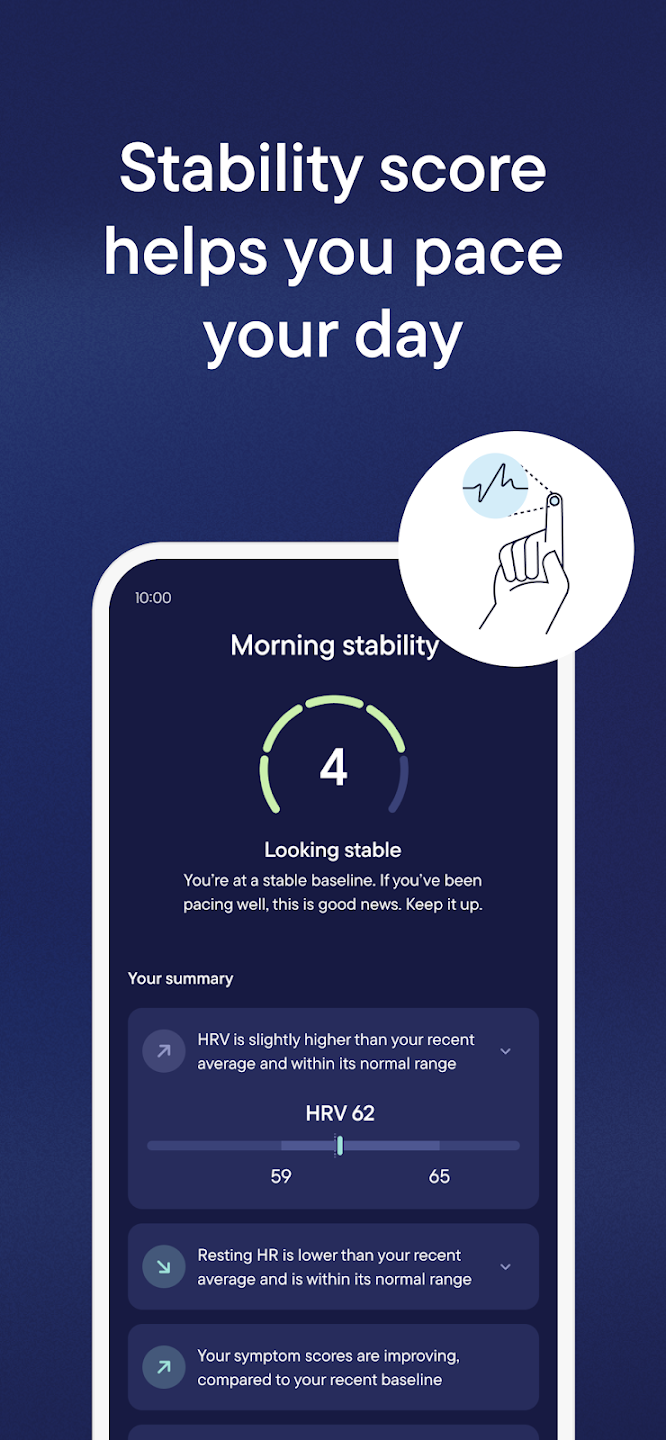 Stability score
helps you pace
your day
10:00
Morning stability
4
Looking stable
You're at a stable baseline. If you've been
pacing well, this is good news. Keep it up.
Your summary
HRV is slightly higher than your recent
average and within its normal range
HRV 62
59 65
Resting HR is lower than your recent
average and is within its normal range
Your symptom scores are improving,
compared to your recent baseline